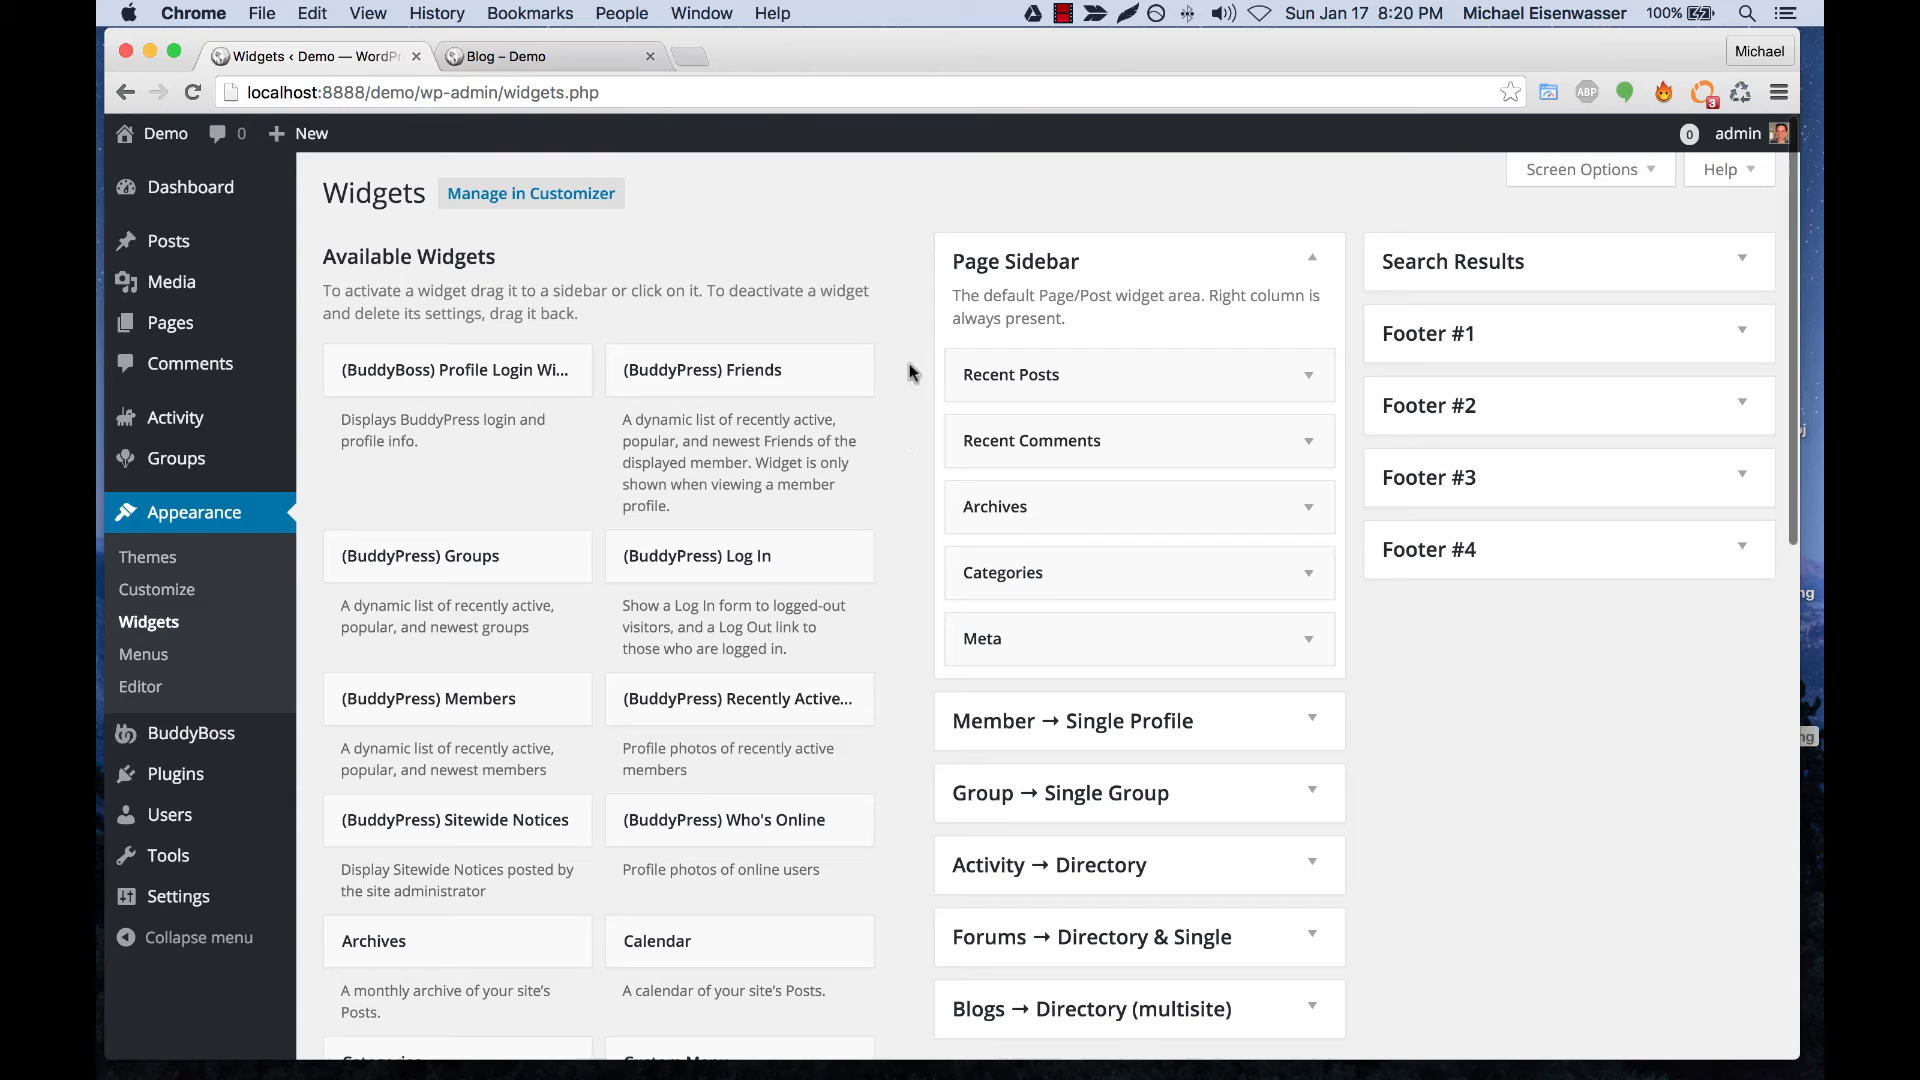 Chrome File Edit View History Bookmarks People Window Help Sun Jan 17 8:20 PM Michael Eisenwasser 100%
Widgets ‹ Demo — WordPr
Blog – Demo
Michael
localhost:8888/demo/wp-admin/widgets.php
ABP
3
Demo 0 + New
0 admin
Dashboard
Posts
Media
Pages
Comments
Activity
Groups
Appearance
Themes
Customize
Widgets
Menus
Editor
BuddyBoss
Plugins
Users
Tools
Settings
Collapse menu
Screen Options
Help
Widgets
Manage in Customizer
Available Widgets
To activate a widget drag it to a sidebar or click on it. To deactivate a widget
and delete its settings, drag it back.
(BuddyBoss) Profile Login Wi...
Displays BuddyPress login and
profile info.
(BuddyPress) Friends
A dynamic list of recently active,
popular, and newest Friends of the
displayed member. Widget is only
shown when viewing a member
profile.
(BuddyPress) Groups
A dynamic list of recently active,
popular, and newest groups
(BuddyPress) Log In
Show a Log In form to logged-out
visitors, and a Log Out link to
those who are logged in.
(BuddyPress) Members
A dynamic list of recently active,
popular, and newest members
(BuddyPress) Recently Active...
Profile photos of recently active
members
(BuddyPress) Sitewide Notices
Display Sitewide Notices posted by
the site administrator
(BuddyPress) Who's Online
Profile photos of online users
Archives
A monthly archive of your site's
Posts.
Calendar
A calendar of your site's Posts.
Categories
Custom Menu
Page Sidebar
The default Page/Post widget area. Right column is
always present.
Recent Posts
Recent Comments
Archives
Categories
Meta
Member → Single Profile
Group → Single Group
Activity → Directory
Forums → Directory & Single
Blogs → Directory (multisite)
Search Results
Footer #1
Footer #2
Footer #3
Footer #4